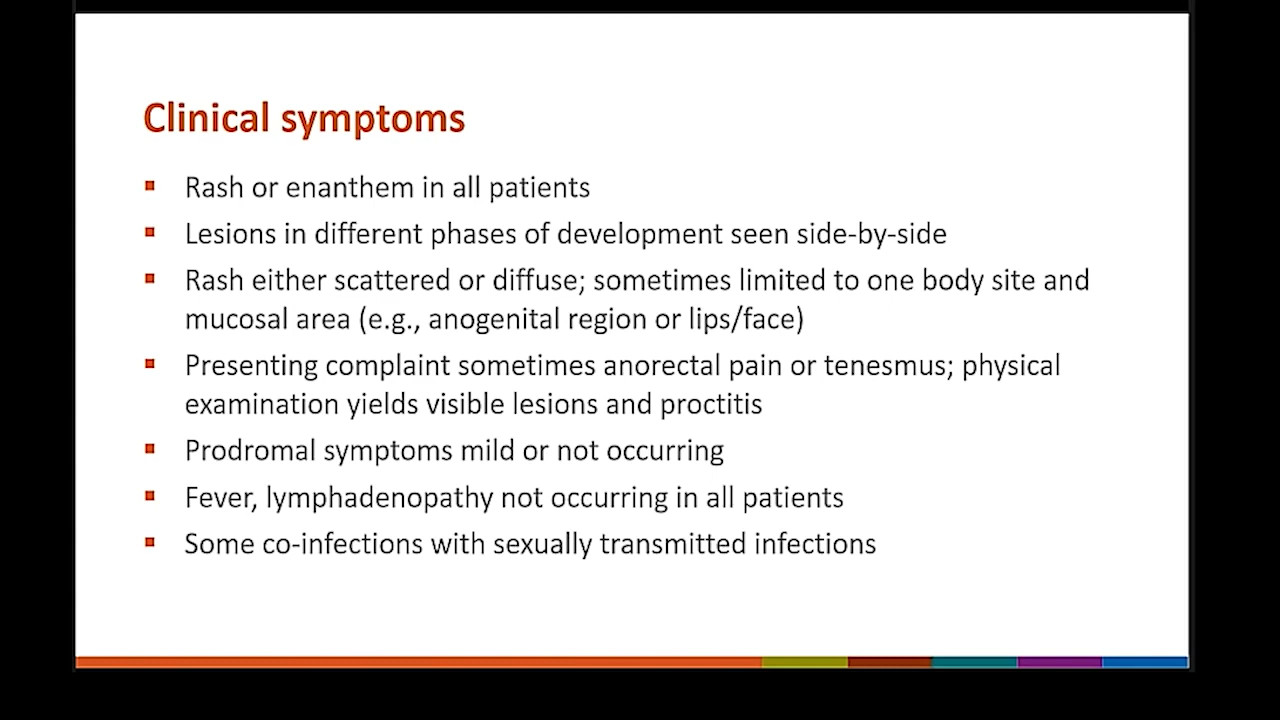 Clinical symptoms
Rash or enanthem in all patients
Lesions in different phases of development seen side-by-side
Rash either scattered or diffuse; sometimes limited to one body site and
mucosal area (e.g., anogenital region or lips/face)
Presenting complaint sometimes anorectal pain or tenesmus; physical
examination yields visible lesions and proctitis
Prodromal symptoms mild or not occurring
Fever, lymphadenopathy not occurring in all patients
Some co-infections with sexually transmitted infections